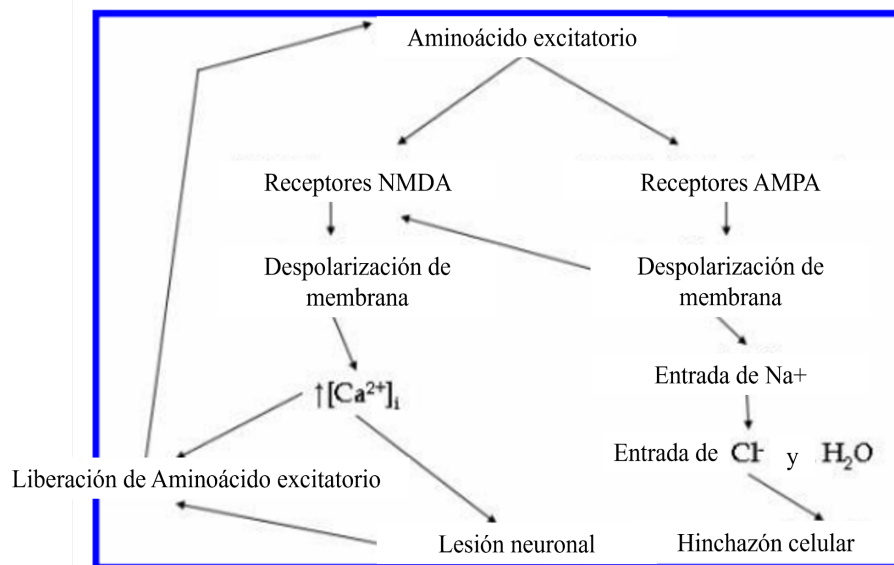 Aminoácido excitatorio
Receptores NMDA
Receptores AMPA
Despolarización de
membrana
Despolarización de
membrana
Entrada de Na+
↑[Ca²⁺]ᵢ
Entrada de Cl⁻ y H₂O
Liberación de Aminoácido excitatorio
Lesión neuronal
Hinchazón celular